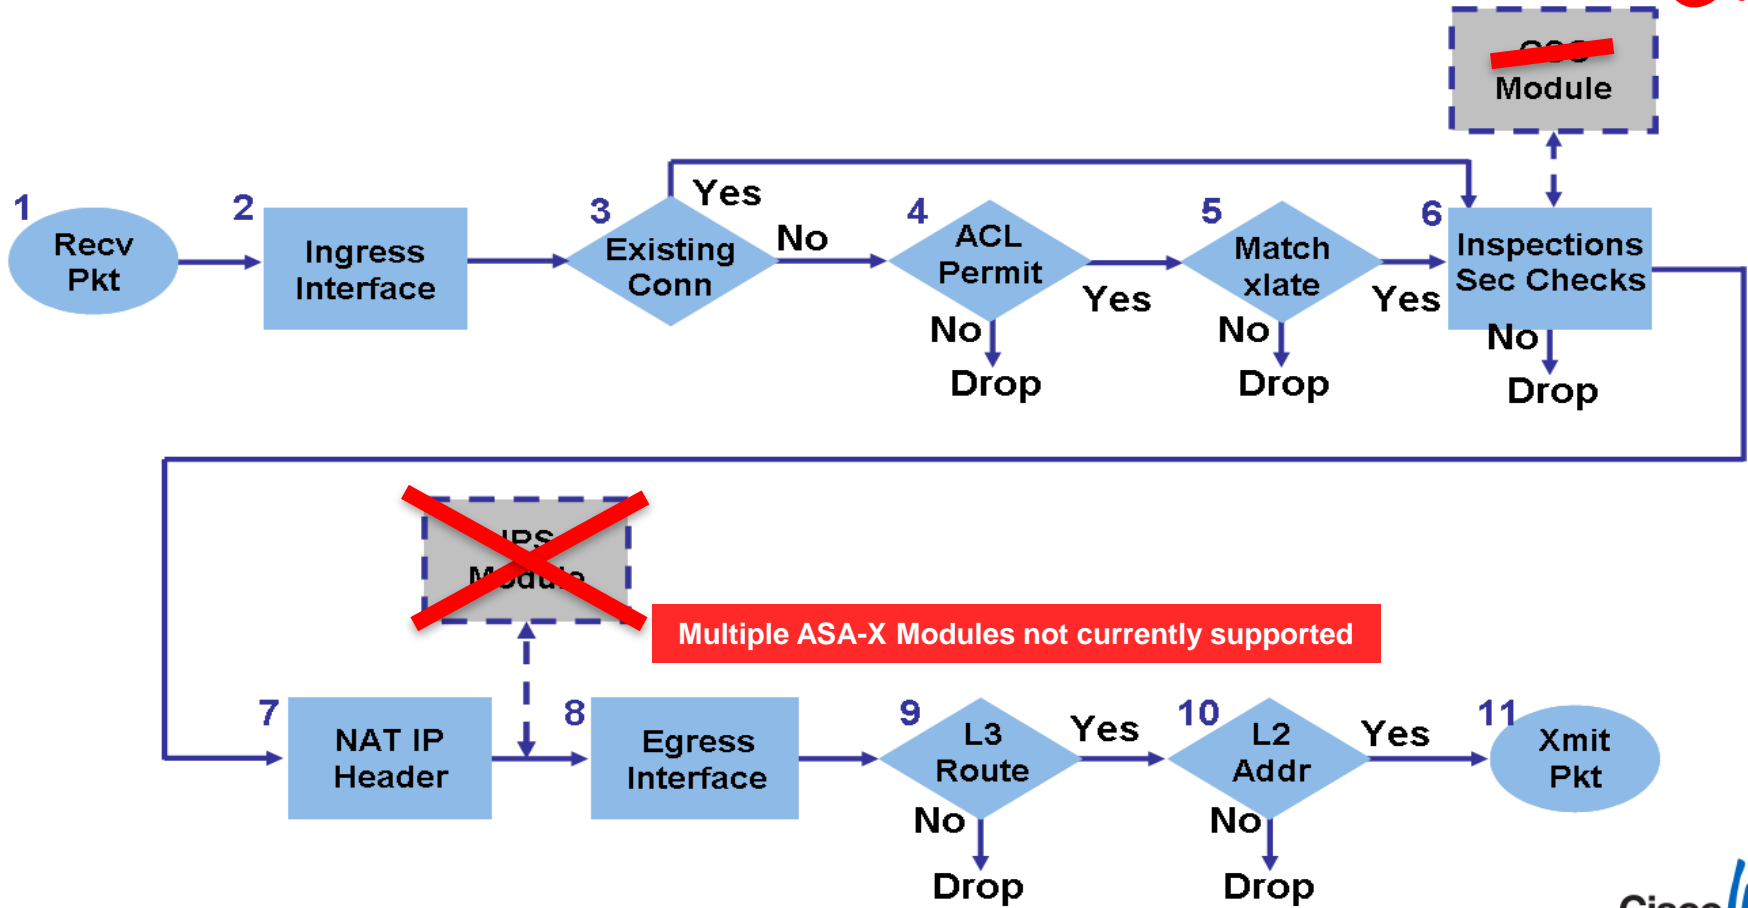 Module
1
Recv
Pkt
2
Ingress
Interface
3
Existing
Conn
Yes
No
4
ACL
Permit
Yes
No
Drop
5
Match
xlate
Yes
No
Drop
6
Inspections
Sec Checks
No
Drop
IPS
Module
Multiple ASA-X Modules not currently supported
7
NAT IP
Header
8
Egress
Interface
9
L3
Route
Yes
No
Drop
10
L2
Addr
Yes
No
Drop
11
Xmit
Pkt
Cisco